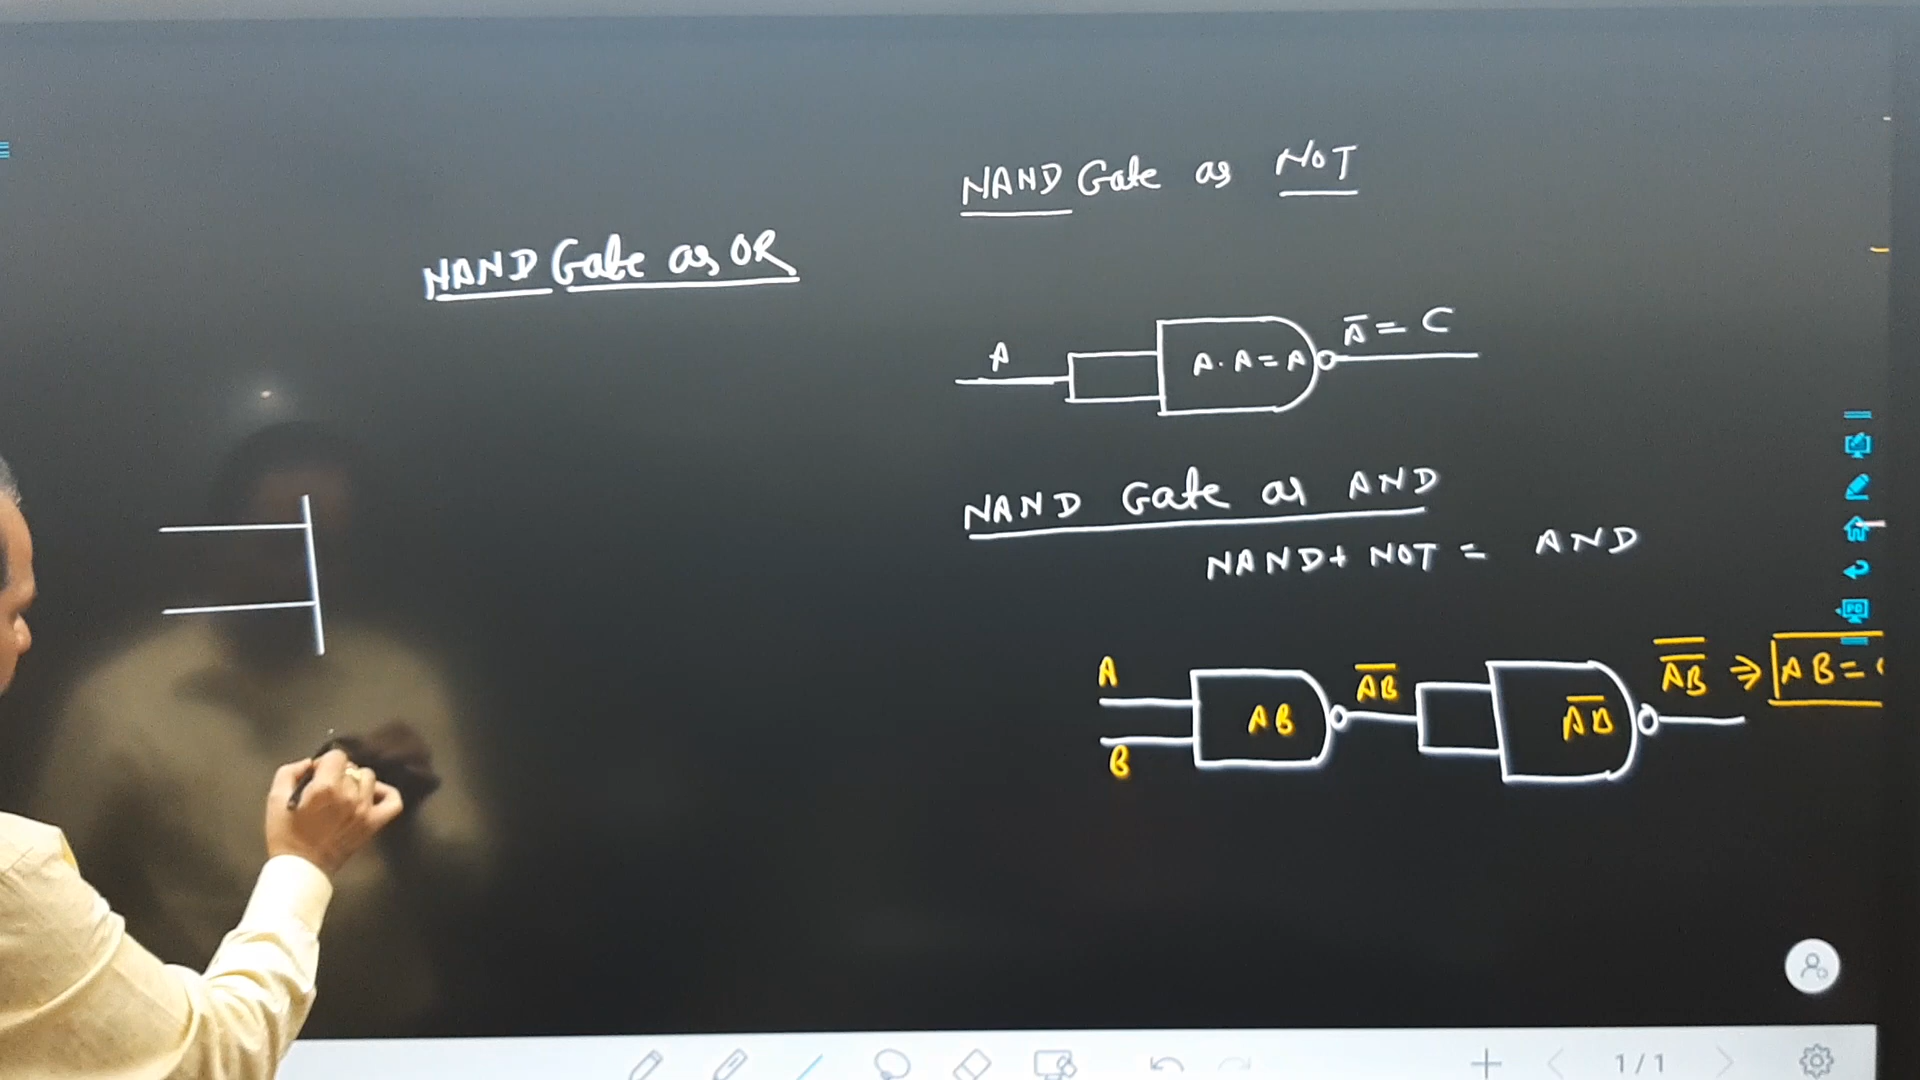 NAND Gate as NOT
NAND Gate as OR
A
A·A=A
A̅ = C
NAND Gate as AND
NAND + NOT = AND
A
B
AB
A̅B̅
A̅B̅
A̿B̿ ⇒ AB =
PD
1/1